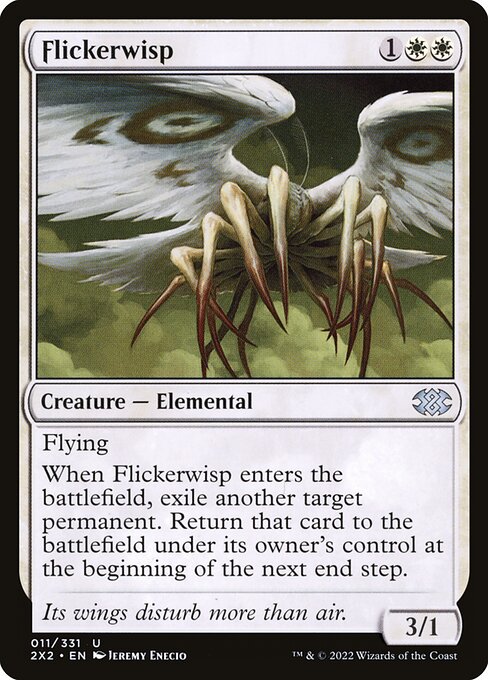 Flickerwisp 1
Creature — Elemental
Flying
When Flickerwisp enters the
battlefield, exile another target
permanent. Return that card to the
battlefield under its owner's control at
the beginning of the next end step.
Its wings disturb more than air.
3/1
011/331 U
2X2 • EN Jeremy Enecio
™ & © 2022 Wizards of the Coast